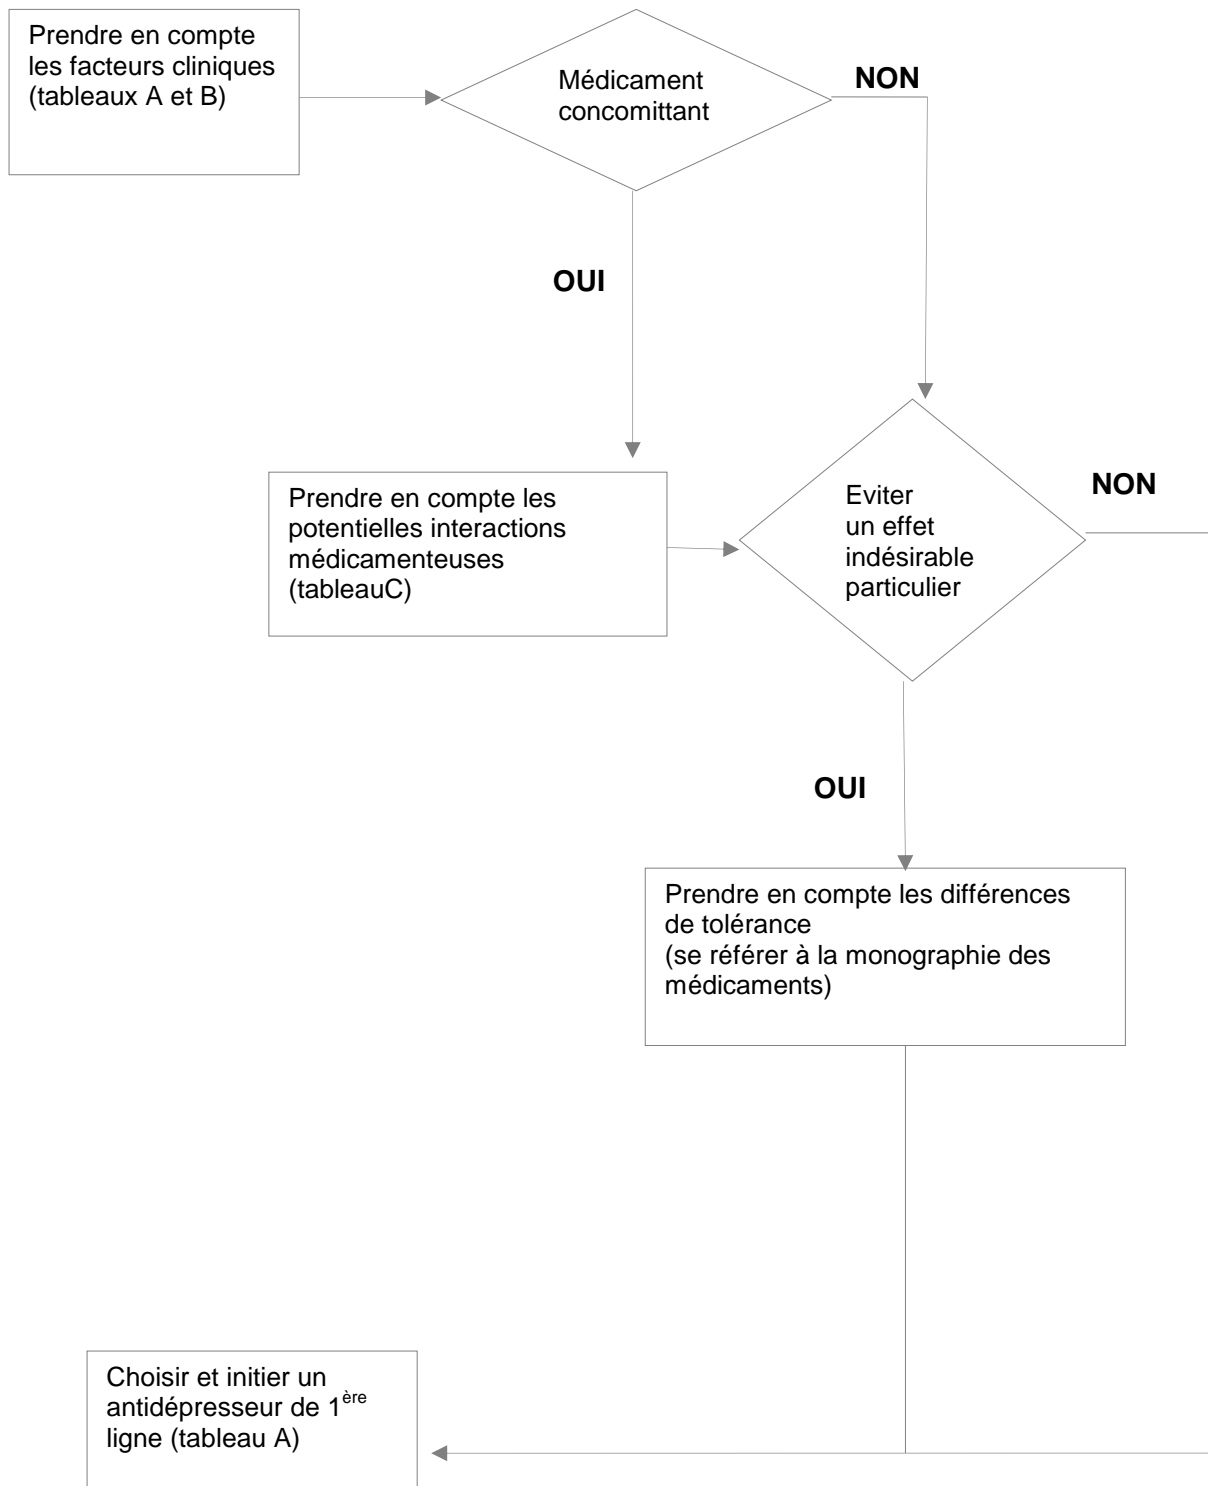 Prendre en compte
les facteurs cliniques
(tableaux A et B)
Médicament
concomittant
NON
OUI
Prendre en compte les
potentielles interactions
médicamenteuses
(tableauC)
Eviter
un effet
indésirable
particulier
NON
OUI
Prendre en compte les différences
de tolérance
(se référer à la monographie des
médicaments)
Choisir et initier un
antidépresseur de 1ère
ligne (tableau A)